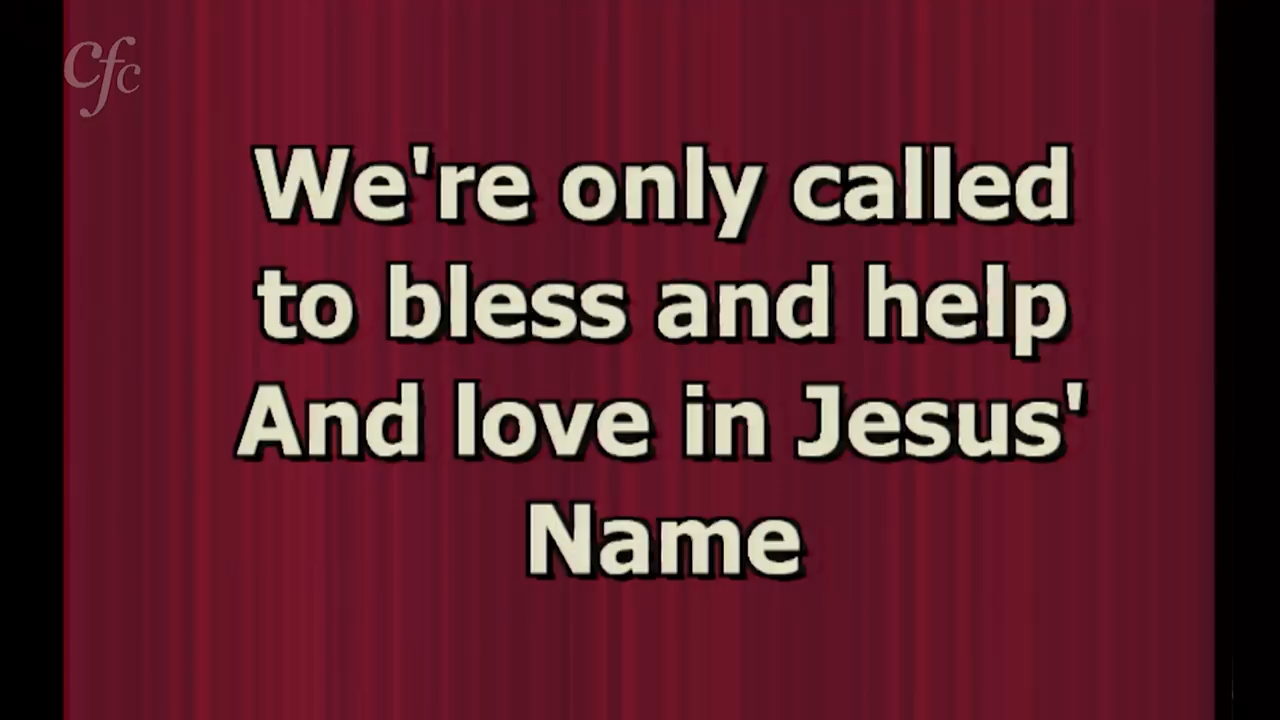 cfc
We're only called
to bless and help
And love in Jesus'
Name